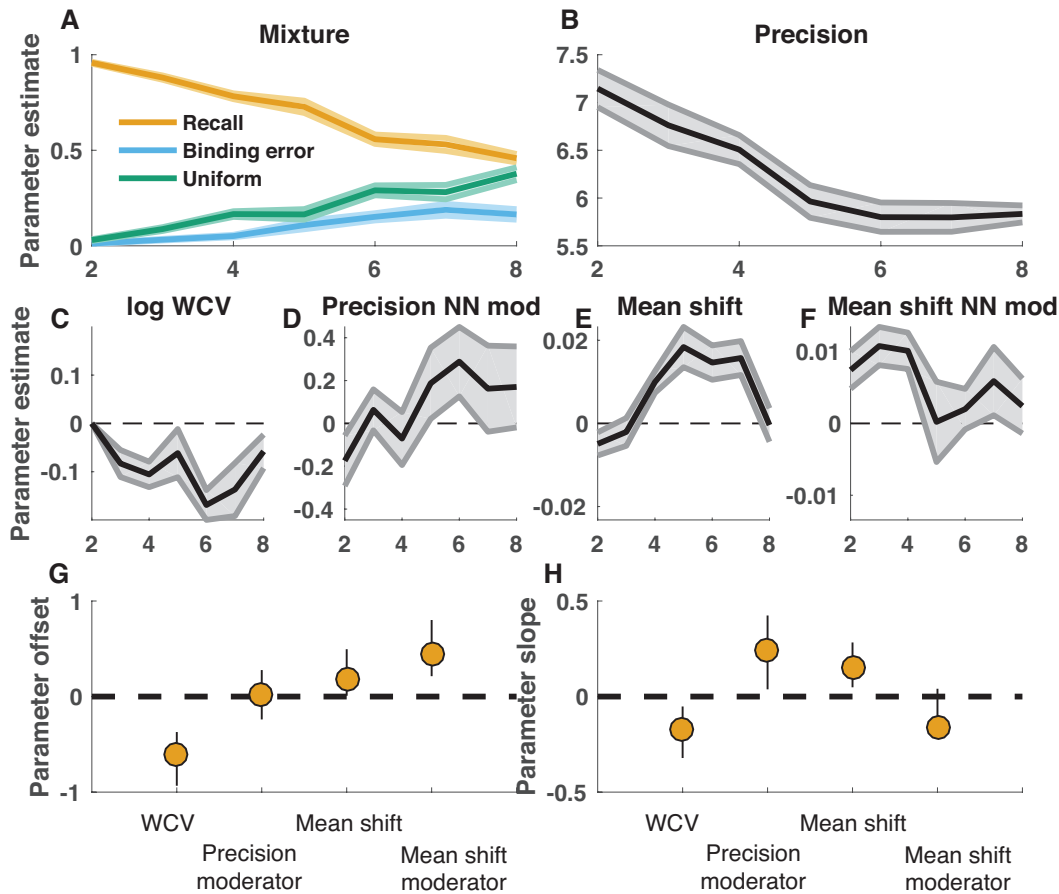 A
Mixture
B
Precision
Parameter estimate
1
0.5
0
Recall
Binding error
Uniform
2
4
6
8
7.5
7
6.5
6
5.5
2
4
6
8
C
log WCV
D
Precision NN mod
E
Mean shift
F
Mean shift NN mod
Parameter estimate
0.1
0
-0.1
2
4
6
8
0.4
0.2
0
-0.2
-0.4
2
4
6
8
0.02
0
-0.02
2
4
6
8
0.01
0
-0.01
2
4
6
8
G
H
Parameter offset
1
0
-1
WCV
Precision
moderator
Mean shift
Mean shift
moderator
Parameter slope
0.5
0
-0.5
WCV
Precision
moderator
Mean shift
Mean shift
moderator